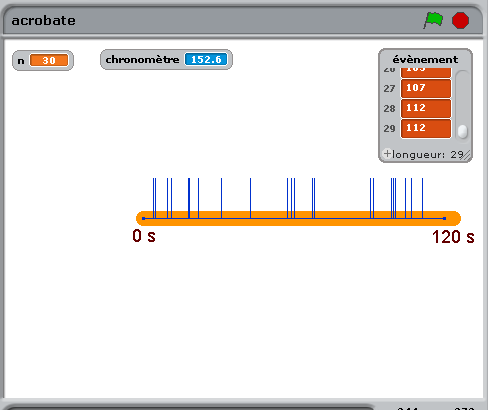 acrobate
n 30
chronomètre 152.6
évènement
27 107
28 112
29 112
+longueur: 29
0 s
120 s